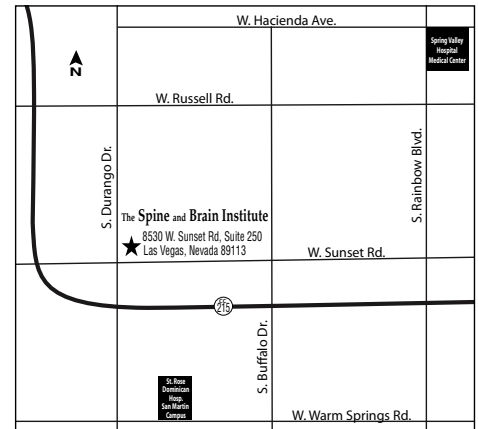 W. Hacienda Ave.
Spring Valley
Hospital
Medical Center
N
W. Russell Rd.
S. Durango Dr.
S. Rainbow Blvd.
The Spine and Brain Institute
8530 W. Sunset Rd, Suite 250
Las Vegas, Nevada 89113
W. Sunset Rd.
215
S. Buffalo Dr.
St. Rose
Dominican
Hosp.
San Martin
Campus
W. Warm Springs Rd.